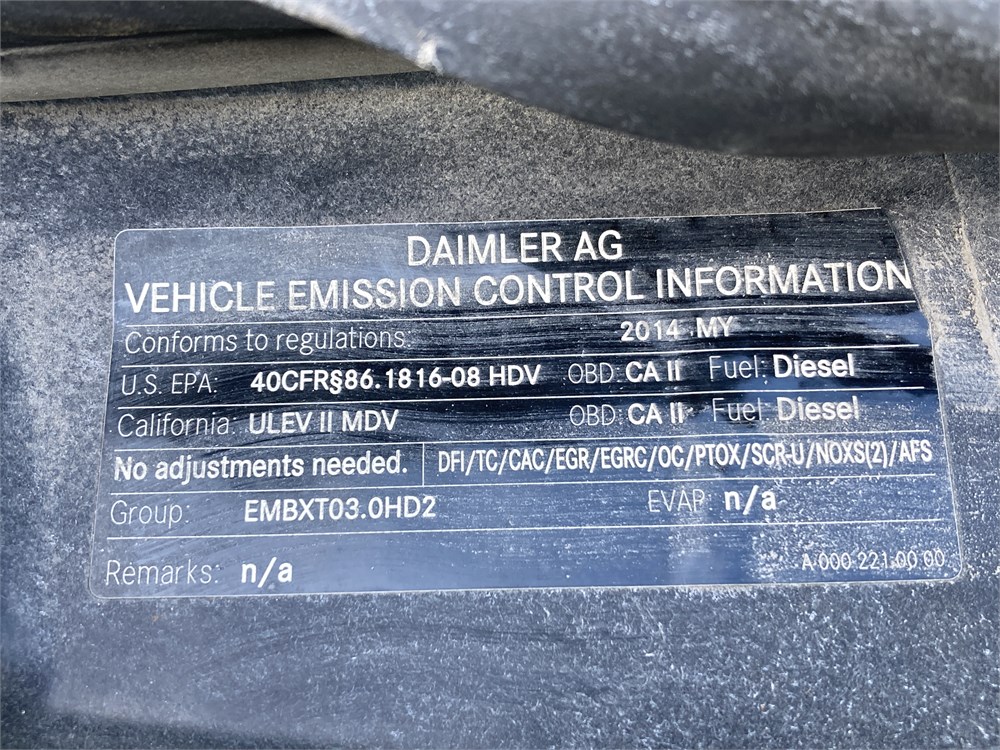 DAIMLER AG
VEHICLE EMISSION CONTROL INFORMATION
Conforms to regulations: 2014 MY
U.S. EPA: 40CFR§86.1816-08 HDV OBD: CA II Fuel: Diesel
California: ULEV II MDV OBD: CA II Fuel: Diesel
No adjustments needed. DFI/TC/CAC/EGR/EGRC/OC/PTOX/SCR-U/NOXS(2)/AFS
Group: EMBXT03.0HD2 EVAP: n/a
Remarks: n/a A 000 221 00 00